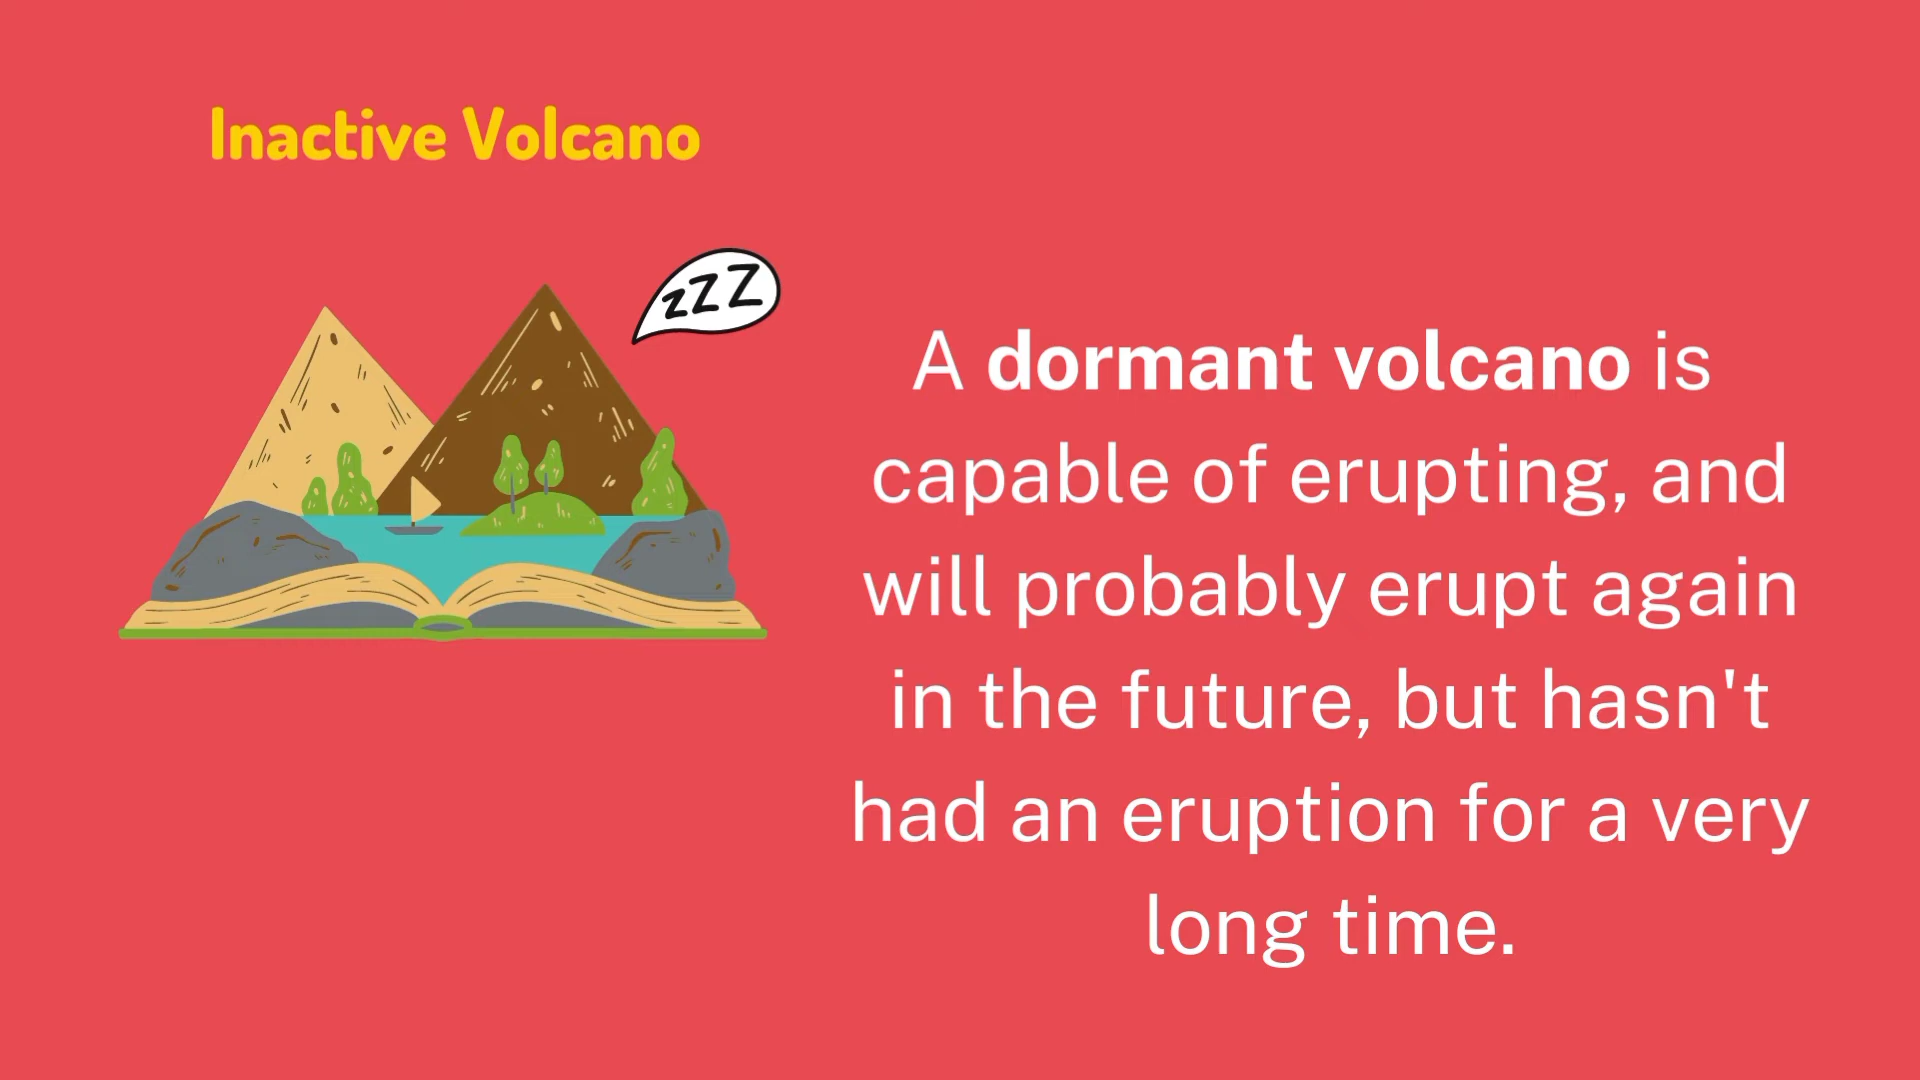 Inactive Volcano
zZZ
A dormant volcano is
capable of erupting, and
will probably erupt again
in the future, but hasn't
had an eruption for a very
long time.